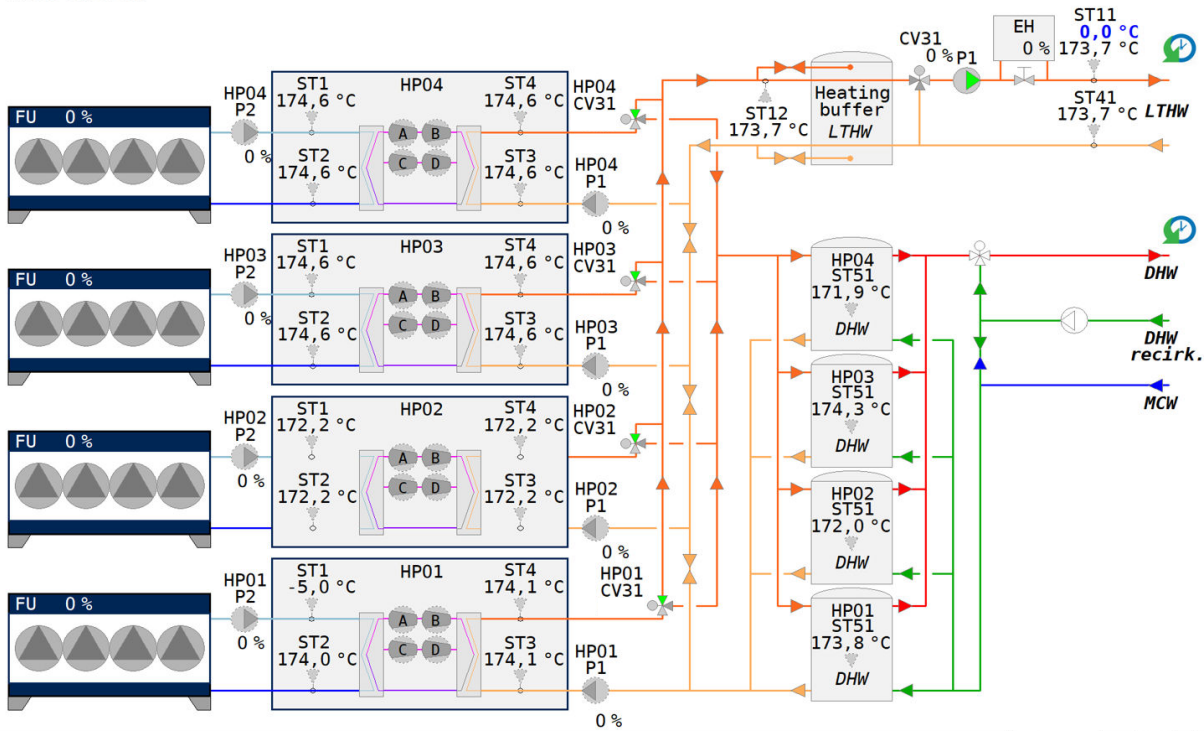 CV31
0 %
P1
EH
0 %
ST11
0,0 °C
173,7 °C
LTHW
ST41
173,7 °C
Heating
buffer
LTHW
ST12
173,7 °C
FU 0 %
HP04
P2
0 %
ST1
174,6 °C
HP04
ST4
174,6 °C
A B
C D
ST2
174,6 °C
ST3
174,6 °C
HP04
CV31
HP04
P1
0 %
FU 0 %
HP03
P2
0 %
ST1
174,6 °C
HP03
ST4
174,6 °C
A B
C D
ST2
174,6 °C
ST3
174,6 °C
HP03
CV31
HP03
P1
0 %
FU 0 %
HP02
P2
0 %
ST1
172,2 °C
HP02
ST4
172,2 °C
A B
C D
ST2
172,2 °C
ST3
172,2 °C
HP02
CV31
HP02
P1
0 %
FU 0 %
HP01
P2
0 %
ST1
-5,0 °C
HP01
ST4
174,1 °C
A B
C D
ST2
174,0 °C
ST3
174,1 °C
HP01
CV31
HP01
P1
0 %
HP04
ST51
171,9 °C
DHW
HP03
ST51
174,3 °C
DHW
HP02
ST51
172,0 °C
DHW
HP01
ST51
173,8 °C
DHW
DHW
DHW
recirk.
MCW